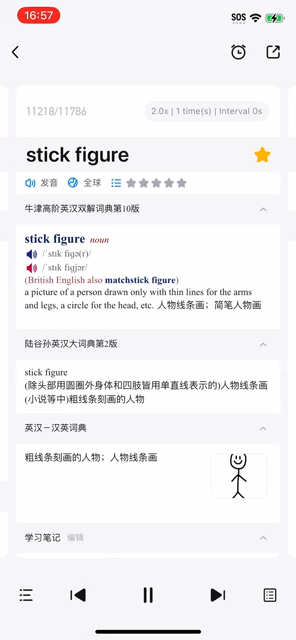 16:57
SOS
11218/11786
2.0x | 1 time(s) | Interval 0s
stick figure
发音 全球
牛津高阶英汉双解词典第10版
stick figure noun
/ˈstɪk fɪɡə(r)/
/ˈstɪk fɪɡjər/
(British English also matchstick figure)
a picture of a person drawn only with thin lines for the arms
and legs, a circle for the head, etc. 人物线条画；简笔人物画
陆谷孙英汉大词典第2版
stick figure
(除头部用圆圈外身体和四肢皆用单直线表示的)人物线条画
(小说等中)粗线条刻画的人物
英汉－汉英词典
粗线条刻画的人物；人物线条画
学习笔记 编辑